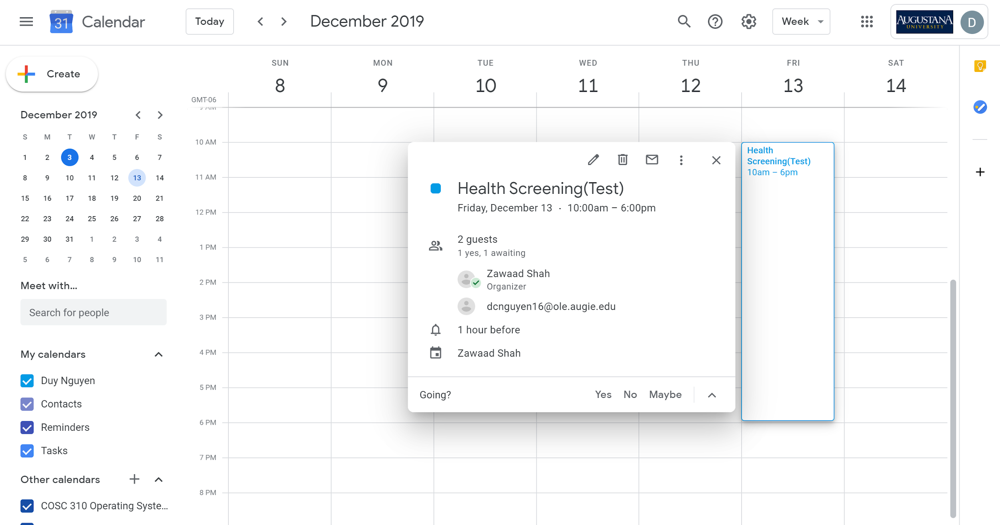 31 Calendar Today December 2019 Week AUGUSTANA UNIVERSITY D
Create
December 2019
S M T W T F S
1 2 3 4 5 6 7
8 9 10 11 12 13 14
15 16 17 18 19 20 21
22 23 24 25 26 27 28
29 30 31 1 2 3 4
5 6 7 8 9 10 11
Meet with...
Search for people
My calendars
Duy Nguyen
Contacts
Reminders
Tasks
Other calendars
COSC 310 Operating Syste...
SUN MON TUE WED THU FRI SAT
8 9 10 11 12 13 14
GMT-06
9 AM
10 AM
11 AM
12 PM
1 PM
2 PM
3 PM
4 PM
5 PM
6 PM
7 PM
8 PM
Health Screening(Test)
Friday, December 13 · 10:00am – 6:00pm
2 guests
1 yes, 1 awaiting
Zawaad Shah
Organizer
dcnguyen16@ole.augie.edu
1 hour before
Zawaad Shah
Going? Yes No Maybe
Health
Screening(Test)
10am – 6pm